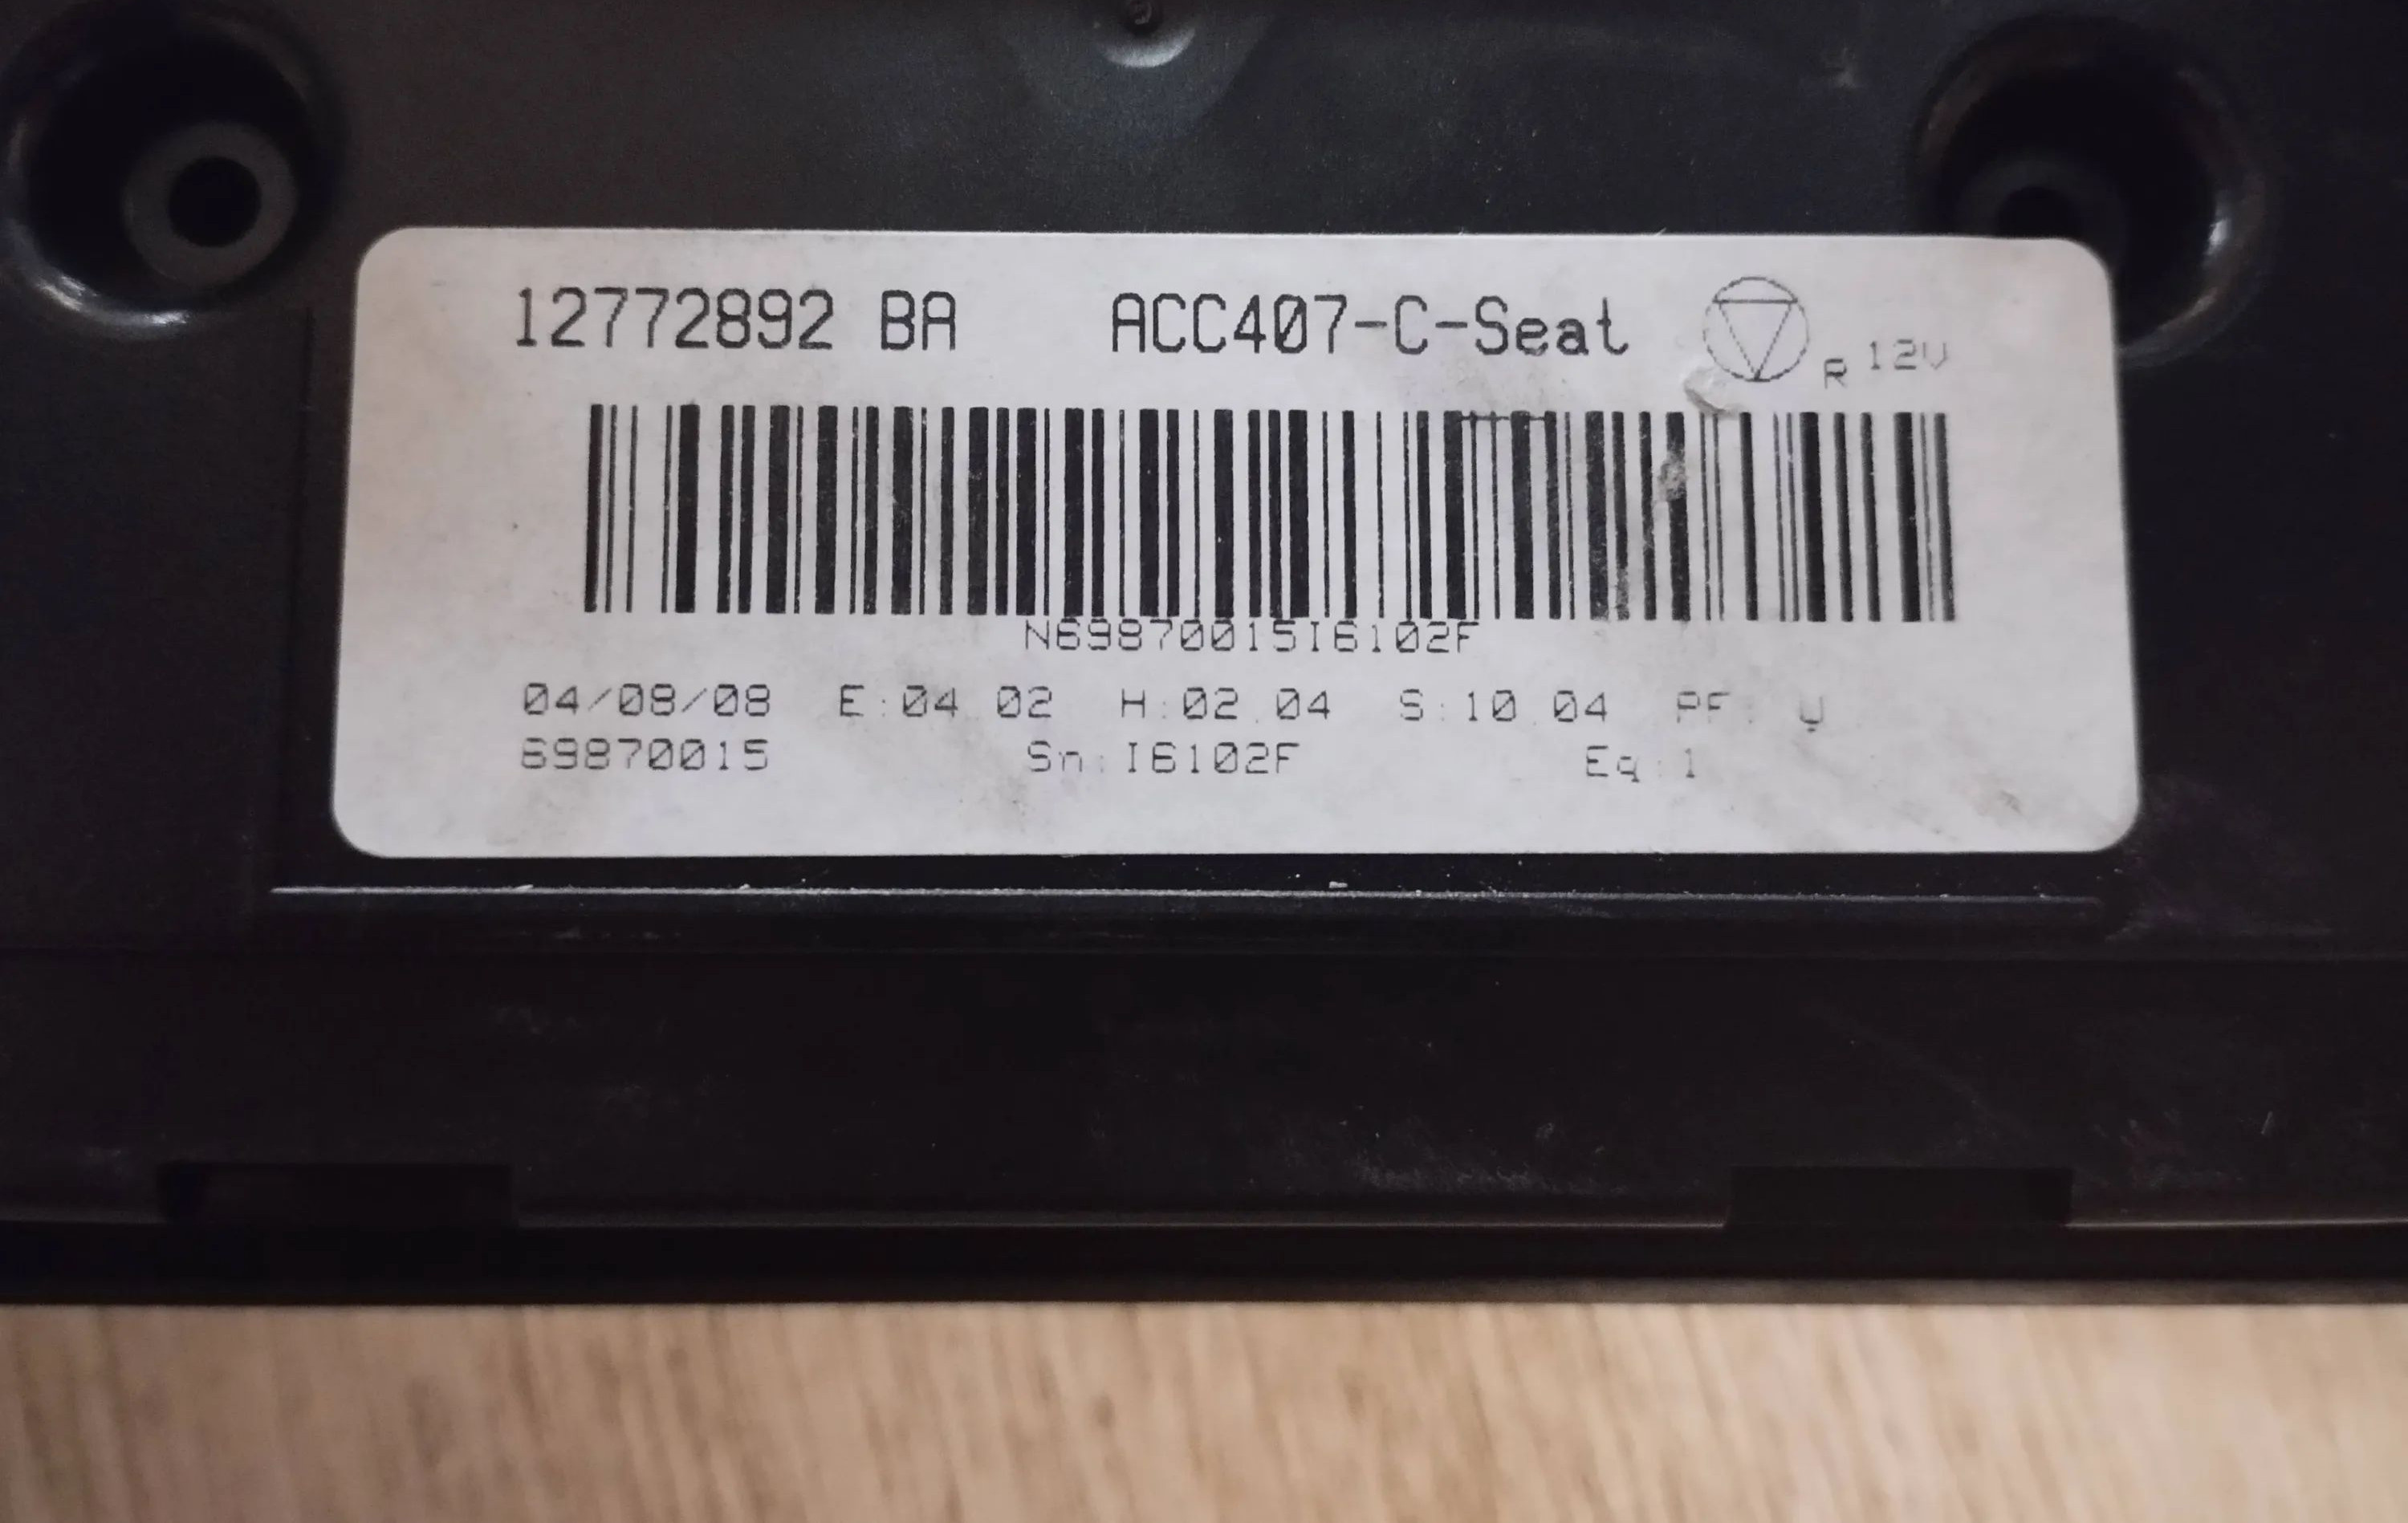 12772892 BA ACC407-C-Seat R 12V
N69870015I6102F
04/08/08 E:04.02 H:02.04 S:10.04 PF:
69870015 Sn:I6102F Eq:1